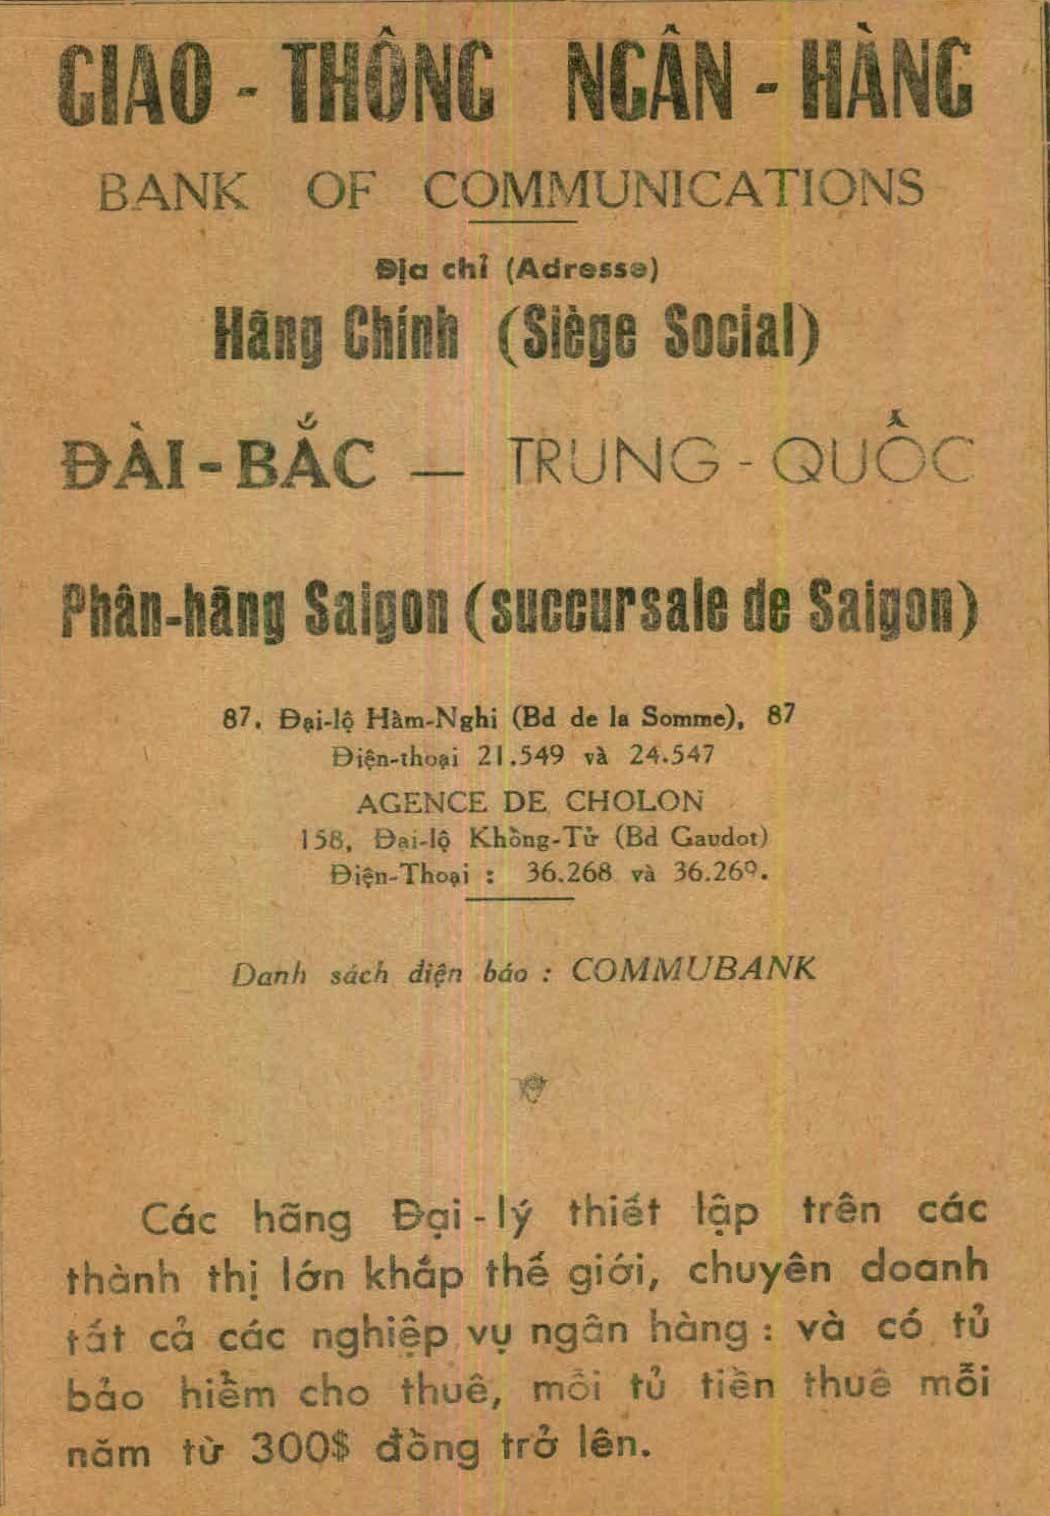 GIAO - THÔNG NGÂN - HÀNG
BANK OF COMMUNICATIONS
Địa chỉ (Adresse)
Hãng Chính (Siège Social)
ĐÀI - BẮC — TRUNG - QUỐC
Phân-hãng Saigon (succursale de Saigon)
87, Đại-lộ Hàm-Nghi (Bd de la Somme), 87
Điện-thoại 21.549 và 24.547
AGENCE DE CHOLON
158, Đại-lộ Khổng-Tử (Bd Gaudot)
Điện-Thoại : 36.268 và 36.269.
Danh sách điện báo : COMMUBANK
Các hãng Đại - lý thiết lập trên các
thành thị lớn khắp thế giới, chuyên doanh
tất cả các nghiệp vụ ngân hàng : và có tủ
bảo hiểm cho thuê, mỗi tủ tiền thuê mỗi
năm từ 300$ đồng trở lên.